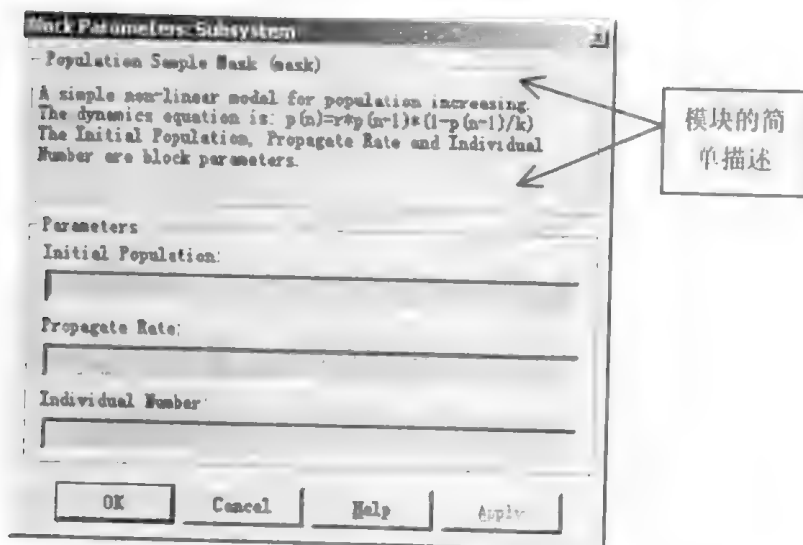 Block Parameters: Subsystem
Population Sample Mask (mask)
A simple non-linear model for population increasing.
The dynamics equation is: p(n)=r*p(n-1)*(1-p(n-1)/k)
The Initial Population, Propagate Rate and Individual
Number are block parameters.
模块的简
单描述
Parameters
Initial Population:
Propagate Rate:
Individual Number
OK
Cancel
Help
Apply